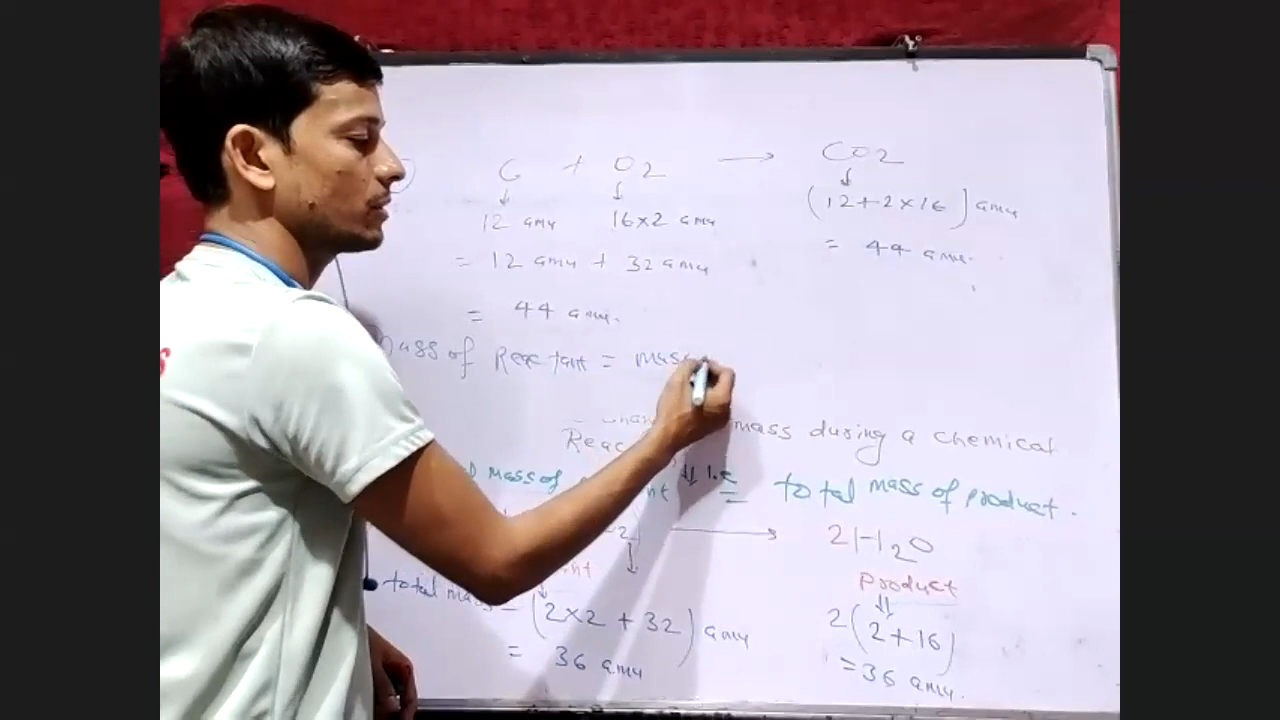 C + O2 → CO2
↓ ↓ ↓
12 amu 16×2 amu (12+2×16) amu
= 12 amu + 32 amu = 44 amu.
= 44 amu.
Mass of Reactant = mass
mass during a chemical
Reac
mass of nt = total mass of product.
↓↓ i.e
→ 2H2O
Product
total mass = (2×2 + 32) amu 2(2+16)
= 36 amu =36 amu.